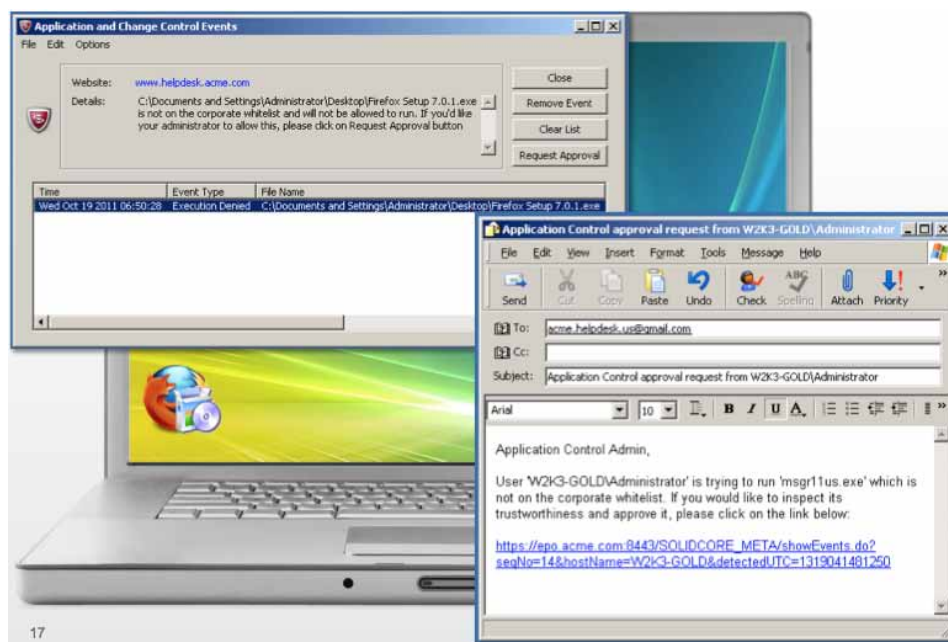 Application and Change Control Events
File Edit Options
Website: www.helpdesk.acme.com
Details: C:\Documents and Settings\Administrator\Desktop\Firefox Setup 7.0.1.exe
is not on the corporate whitelist and will not be allowed to run. If you'd like
your administrator to allow this, please click on Request Approval button
Close
Remove Event
Clear List
Request Approval
Time Event Type File Name
Wed Oct 19 2011 06:50:28 Execution Denied C:\Documents and Settings\Administrator\Desktop\Firefox Setup 7.0.1.exe
Application Control approval request from W2K3-GOLD\Administrator
File Edit View Insert Format Tools Message Help
Send Cut Copy Paste Undo Check Spelling Attach Priority
To: acme.helpdesk.us@gmail.com
Cc:
Subject: Application Control approval request from W2K3-GOLD\Administrator
Arial 10 B I U A
Application Control Admin,
User 'W2K3-GOLD\Administrator' is trying to run 'msgr11us.exe' which is
not on the corporate whitelist. If you would like to inspect its
trustworthiness and approve it, please click on the link below:
https://epo.acme.com:8443/SOLIDCORE_META/showEvents.do?
seqNo=14&hostName=W2K3-GOLD&detectedUTC=1319041481250
17